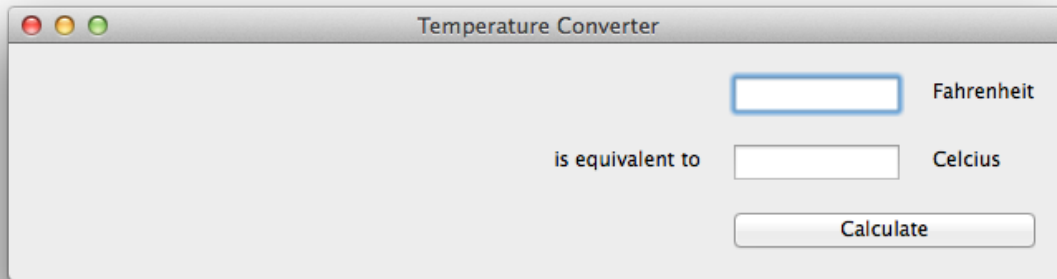 Temperature Converter
Fahrenheit
is equivalent to Celcius
Calculate